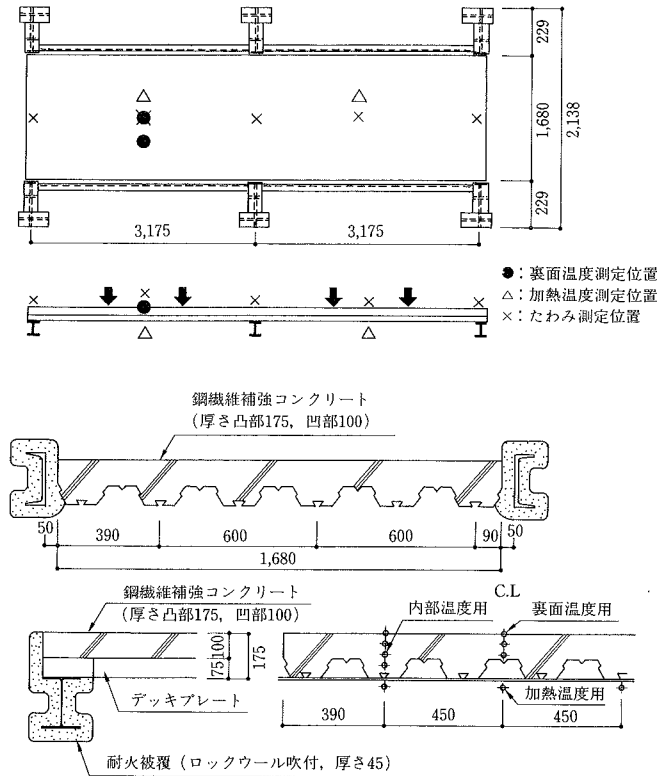 229
1,680
2,138
229
3,175
3,175
●：裏面温度測定位置
△：加熱温度測定位置
×：たわみ測定位置
鋼繊維補強コンクリート
（厚さ凸部175，凹部100）
50
390
600
600
90
50
1,680
鋼繊維補強コンクリート
（厚さ凸部175，凹部100）
C.L
内部温度用
裏面温度用
75
100
175
デッキプレート
加熱温度用
390
450
450
耐火被覆（ロックウール吹付，厚さ45）